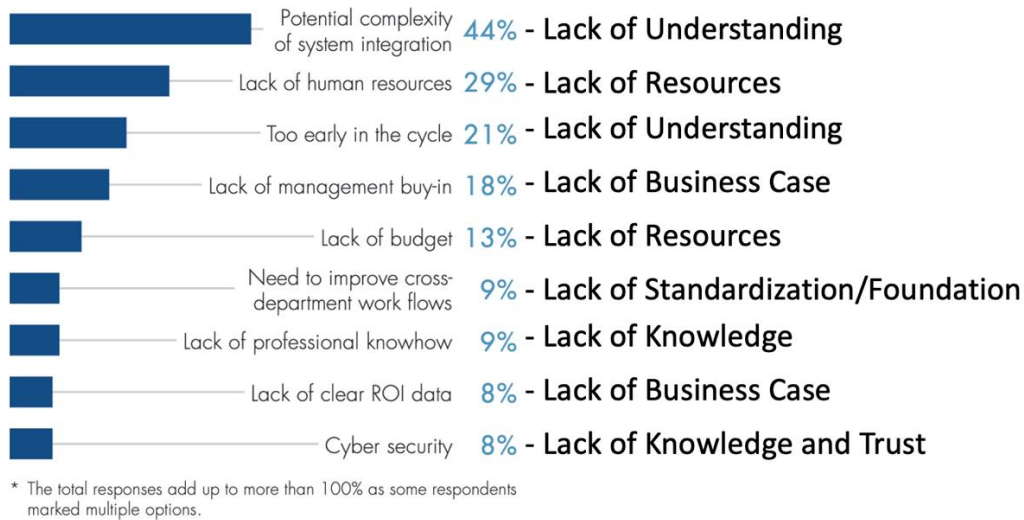 Potential complexity
of system integration 44% - Lack of Understanding
Lack of human resources 29% - Lack of Resources
Too early in the cycle 21% - Lack of Understanding
Lack of management buy-in 18% - Lack of Business Case
Lack of budget 13% - Lack of Resources
Need to improve cross-
department work flows 9% - Lack of Standardization/Foundation
Lack of professional knowhow 9% - Lack of Knowledge
Lack of clear ROI data 8% - Lack of Business Case
Cyber security 8% - Lack of Knowledge and Trust
* The total responses add up to more than 100% as some respondents
marked multiple options.